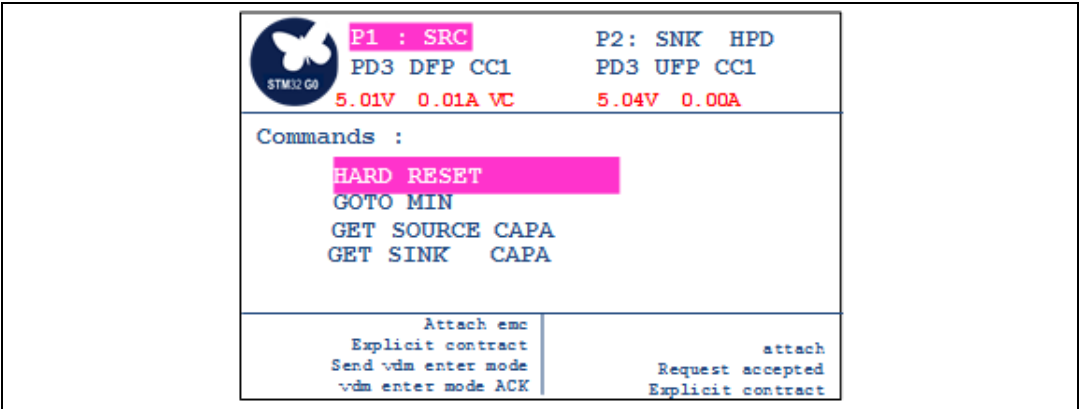 P1 : SRC
P2: SNK HPD
PD3 DFP CC1
PD3 UFP CC1
STM32 G0
5.01V 0.01A VC
5.04V 0.00A
Commands :
HARD RESET
GOTO MIN
GET SOURCE CAPA
GET SINK CAPA
Attach emc
Explicit contract
Send vdm enter mode
vdm enter mode ACK
attach
Request accepted
Explicit contract